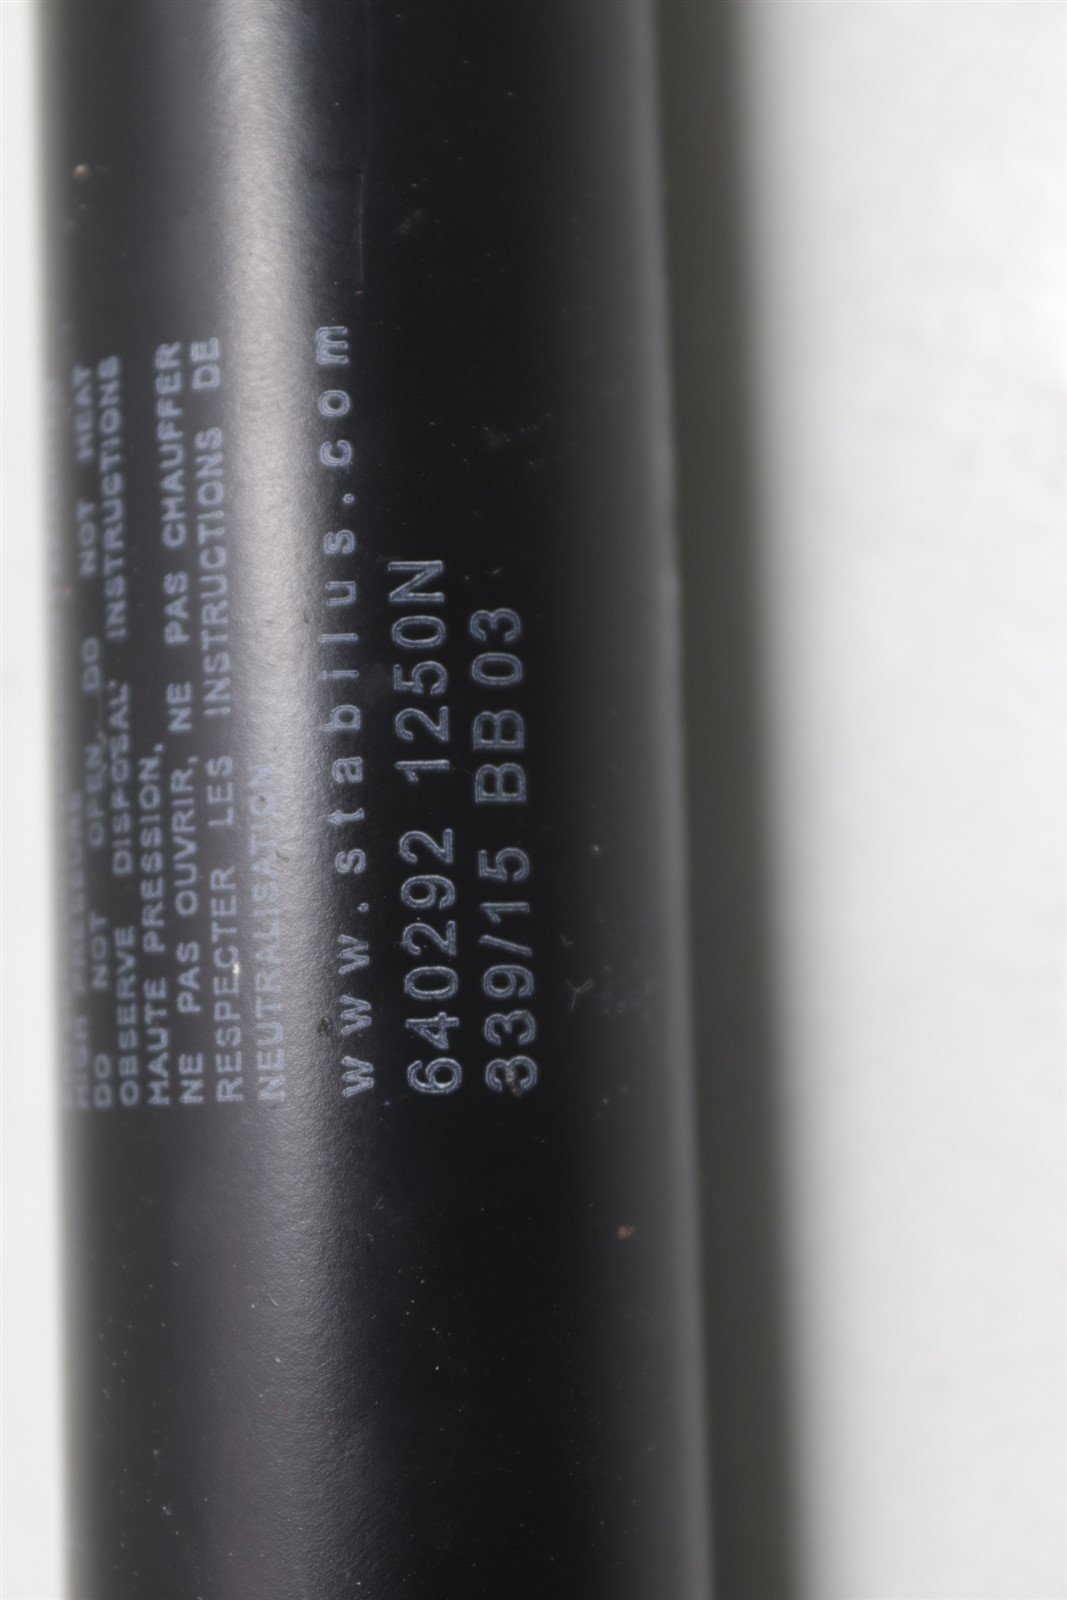 HIGH PRESSURE
DO NOT OPEN, DO NOT HEAT
OBSERVE DISPOSAL' INSTRUCTIONS
HAUTE PRESSION,
NE PAS OUVRIR, NE PAS CHAUFFER
RESPECTER LES INSTRUCTIONS DE
NEUTRALISATION
www.stabilus.com
640292 1250N
339/15 BB03